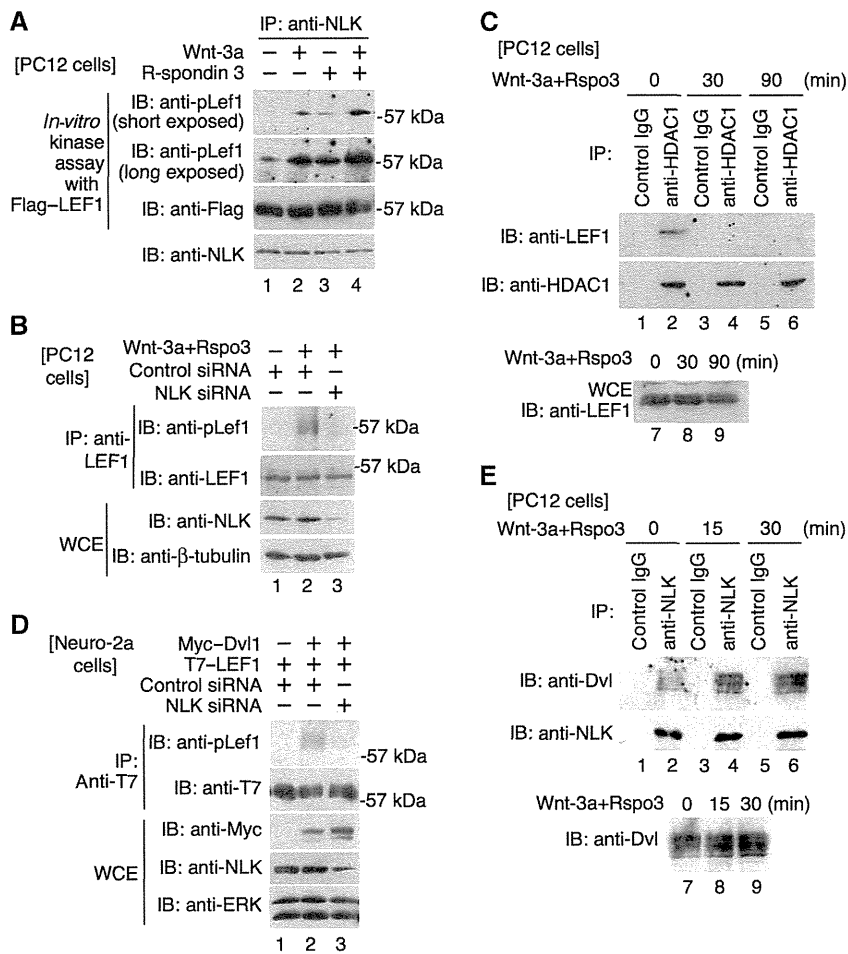 A
IP: anti-NLK
[PC12 cells]
Wnt-3a − + − +
R-spondin 3 − − + +
In-vitro kinase assay with Flag–LEF1
IB: anti-pLef1 (short exposed) -57 kDa
IB: anti-pLef1 (long exposed) -57 kDa
IB: anti-Flag -57 kDa
IB: anti-NLK
1 2 3 4
B
[PC12 cells]
Wnt-3a+Rspo3 − + +
Control siRNA + + −
NLK siRNA − − +
IP: anti-LEF1
IB: anti-pLef1 -57 kDa
IB: anti-LEF1 -57 kDa
WCE
IB: anti-NLK
IB: anti-β-tubulin
1 2 3
D
[Neuro-2a cells]
Myc–Dvl1 − + +
T7–LEF1 + + +
Control siRNA + + −
NLK siRNA − − +
IP: Anti-T7
IB: anti-pLef1 -57 kDa
IB: anti-T7 -57 kDa
WCE
IB: anti-Myc
IB: anti-NLK
IB: anti-ERK
1 2 3
C
[PC12 cells]
Wnt-3a+Rspo3 0 30 90 (min)
IP: Control IgG anti-HDAC1 Control IgG anti-HDAC1 Control IgG anti-HDAC1
IB: anti-LEF1
IB: anti-HDAC1
1 2 3 4 5 6
Wnt-3a+Rspo3 0 30 90 (min)
WCE
IB: anti-LEF1
7 8 9
E
[PC12 cells]
Wnt-3a+Rspo3 0 15 30 (min)
IP: Control IgG anti-NLK Control IgG anti-NLK Control IgG anti-NLK
IB: anti-Dvl
IB: anti-NLK
1 2 3 4 5 6
Wnt-3a+Rspo3 0 15 30 (min)
IB: anti-Dvl
7 8 9